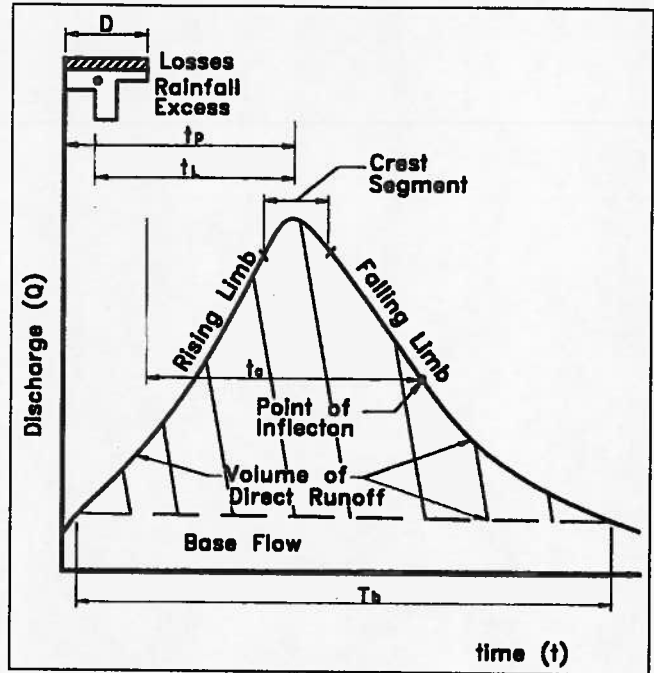 D
Losses
Rainfall
Excess
tp
tL
Crest
Segment
Rising Limb
Falling Limb
Discharge (Q)
Point of
Inflecton
Volume of
Direct Runoff
Base Flow
Tb
time (t)